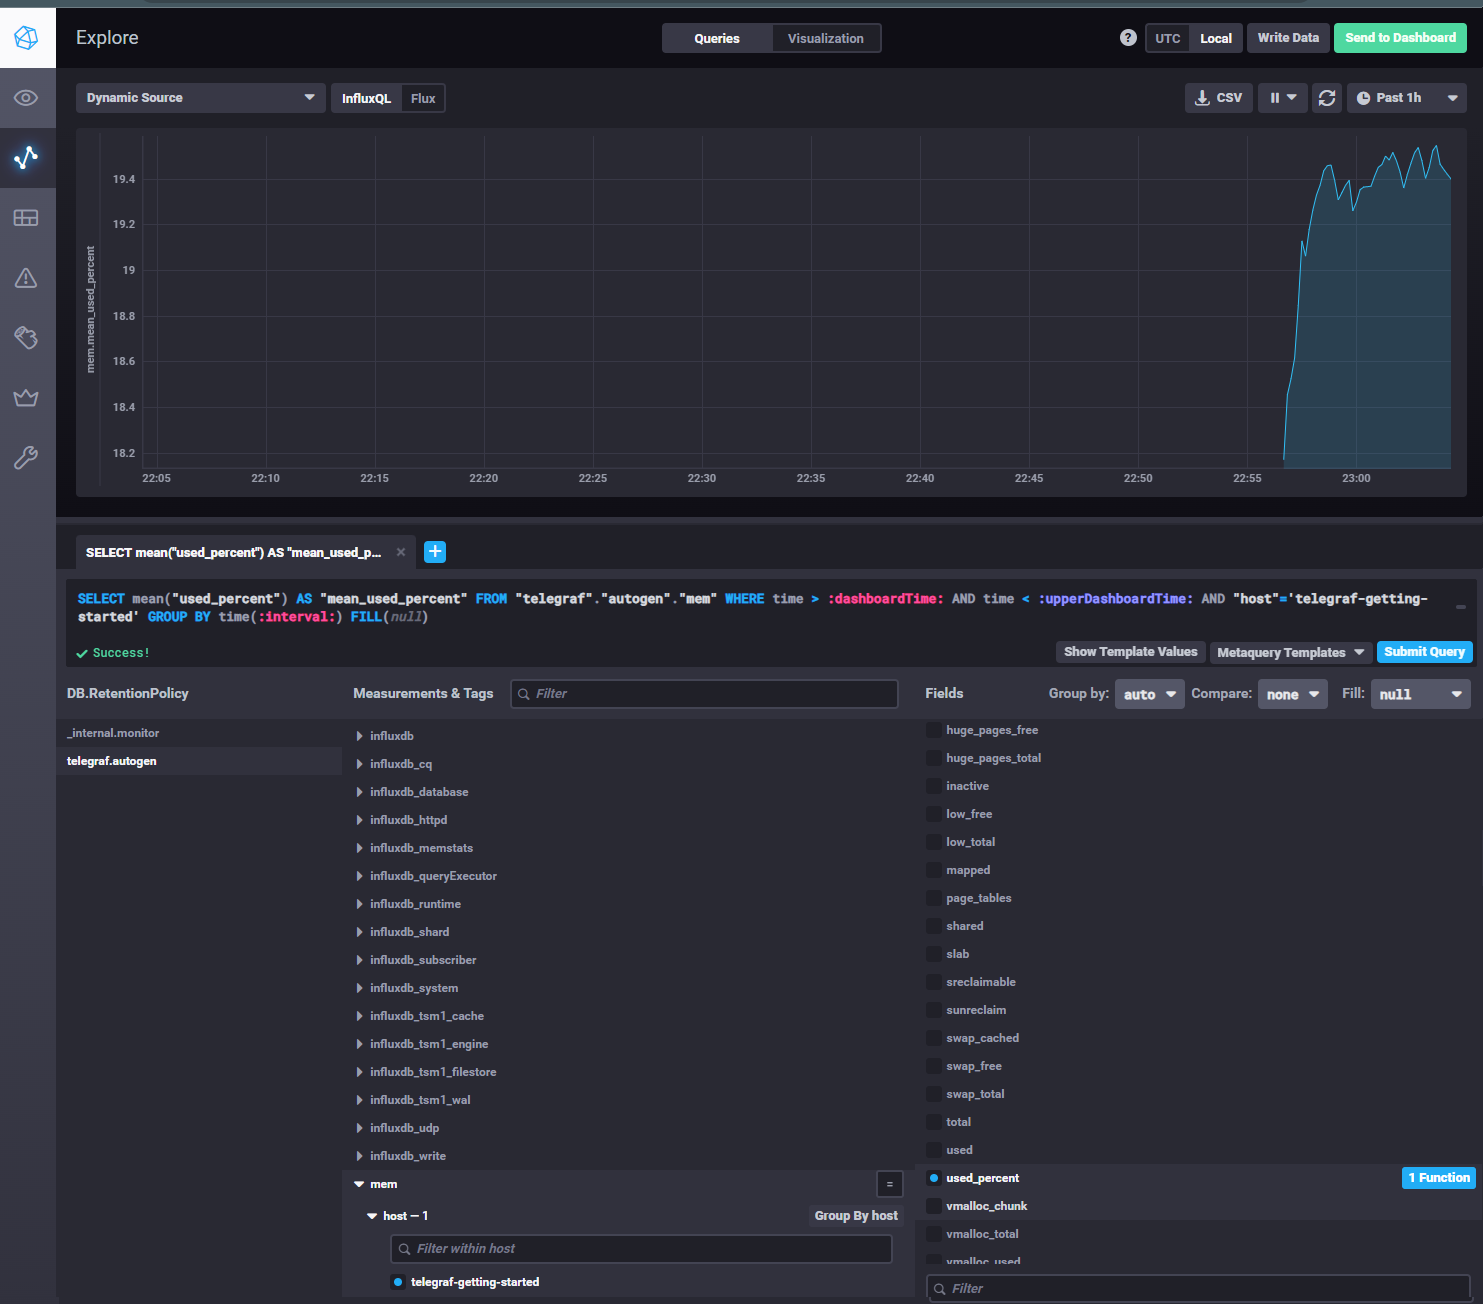 Explore
Queries
Visualization
?
UTC
Local
Write Data
Send to Dashboard
Dynamic Source
InfluxQL
Flux
CSV
Past 1h
mem.mean_used_percent
19.4
19.2
19
18.8
18.6
18.4
18.2
22:05
22:10
22:15
22:20
22:25
22:30
22:35
22:40
22:45
22:50
22:55
23:00
SELECT mean("used_percent") AS "mean_used_p...
SELECT mean("used_percent") AS "mean_used_percent" FROM "telegraf"."autogen"."mem" WHERE time > :dashboardTime: AND time < :upperDashboardTime: AND "host"='telegraf-getting-
started' GROUP BY time(:interval:) FILL(null)
Success!
Show Template Values
Metaquery Templates
Submit Query
DB.RetentionPolicy
_internal.monitor
telegraf.autogen
Measurements & Tags
Filter
influxdb
influxdb_cq
influxdb_database
influxdb_httpd
influxdb_memstats
influxdb_queryExecutor
influxdb_runtime
influxdb_shard
influxdb_subscriber
influxdb_system
influxdb_tsm1_cache
influxdb_tsm1_engine
influxdb_tsm1_filestore
influxdb_tsm1_wal
influxdb_udp
influxdb_write
mem
=
host — 1
Group By host
Filter within host
telegraf-getting-started
Fields
Group by:
auto
Compare:
none
Fill:
null
huge_pages_free
huge_pages_total
inactive
low_free
low_total
mapped
page_tables
shared
slab
sreclaimable
sunreclaim
swap_cached
swap_free
swap_total
total
used
used_percent
1 Function
vmalloc_chunk
vmalloc_total
vmalloc_used
Filter